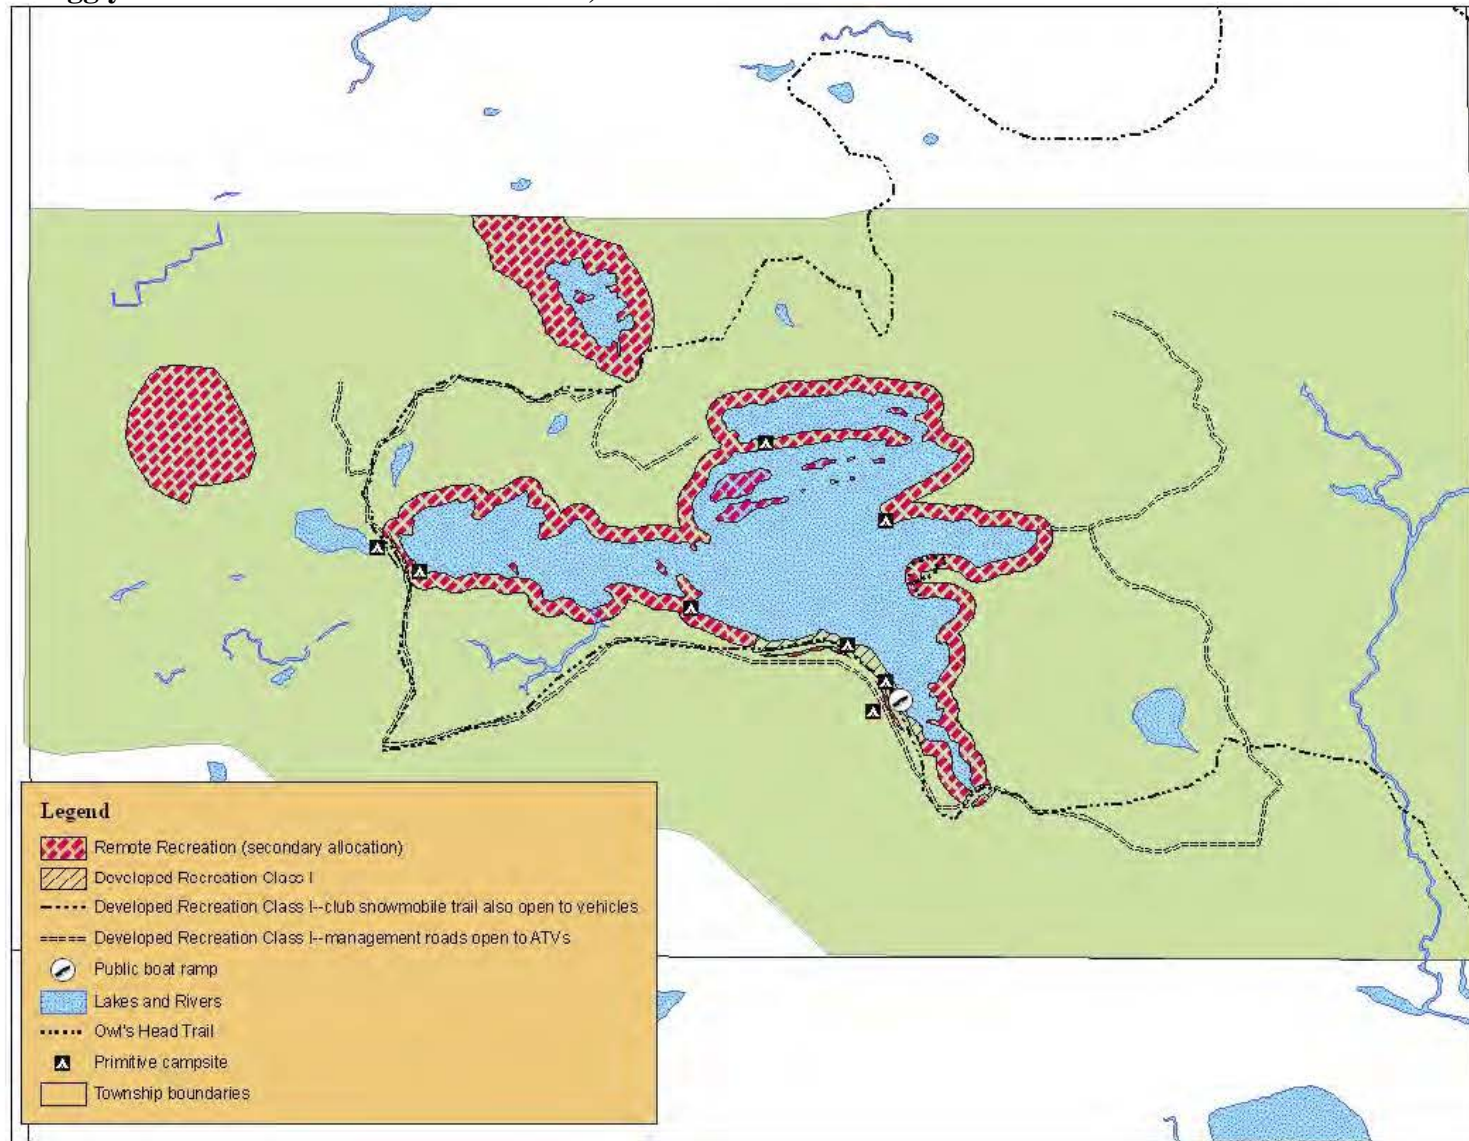 Legend
Remote Recreation (secondary allocation)
Developed Recreation Class I
Developed Recreation Class I--club snowmobile trail also open to vehicles
Developed Recreation Class I--management roads open to ATVs
Public boat ramp
Lakes and Rivers
Owl's Head Trail
Primitive campsite
Township boundaries